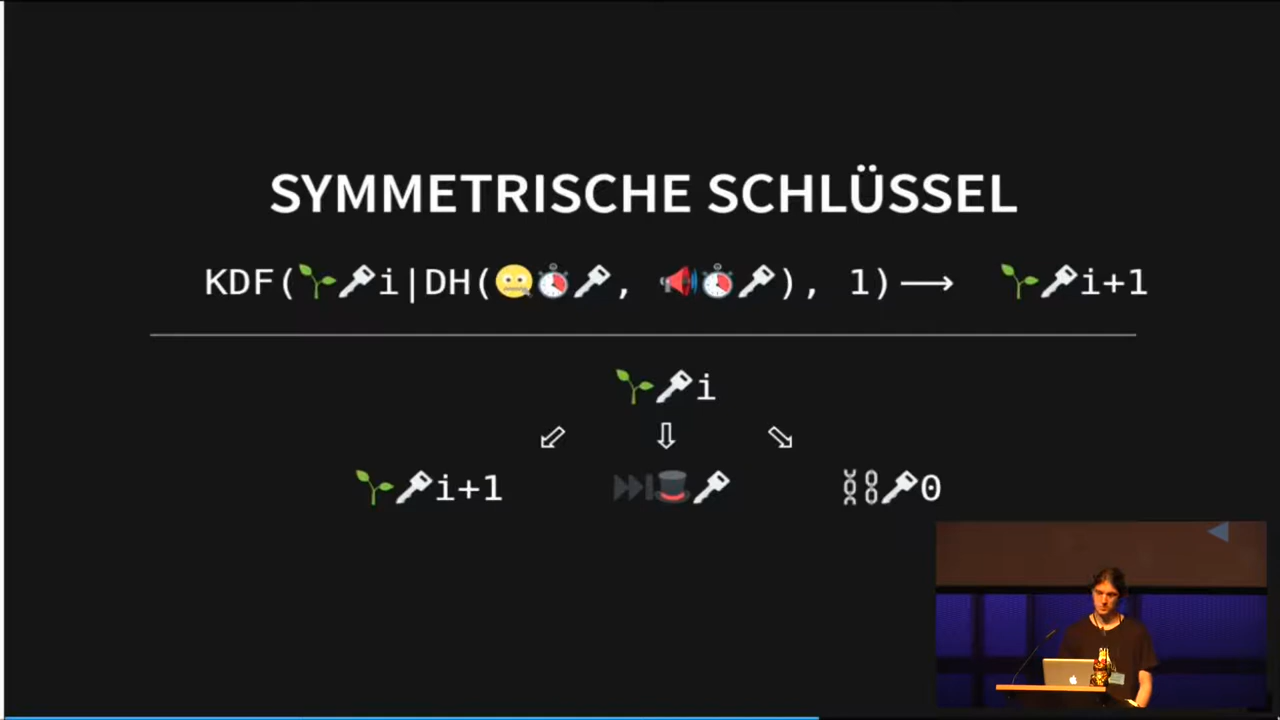 SYMMETRISCHE SCHLÜSSEL
KDF(🌱🔑i|DH(🤐⏱🔑, 📣⏱🔑), 1)⟶ 🌱🔑i+1
🌱🔑i
⬃ ⇩ ⬂
🌱🔑i+1 ⏭🎩🔑 ⛓🔑0